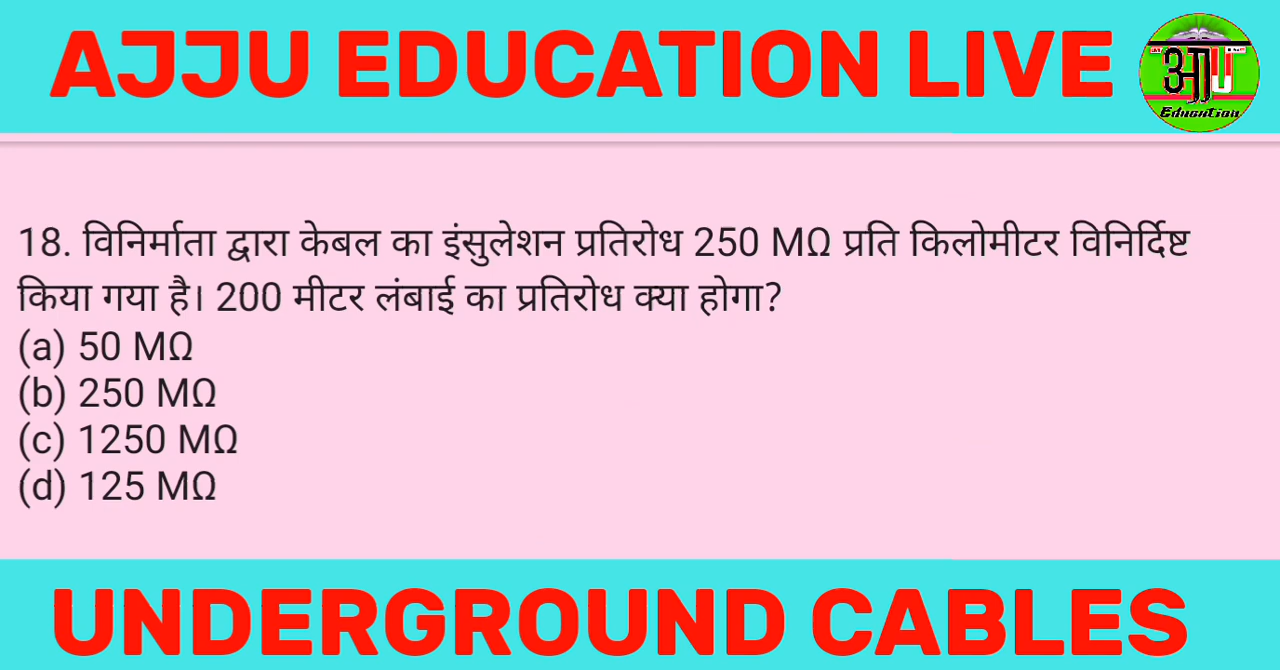 AJJU EDUCATION LIVE
Education
18. विनिर्माता द्वारा केबल का इंसुलेशन प्रतिरोध 250 MΩ प्रति किलोमीटर विनिर्दिष्ट
किया गया है। 200 मीटर लंबाई का प्रतिरोध क्या होगा?
(a) 50 MΩ
(b) 250 MΩ
(c) 1250 MΩ
(d) 125 MΩ
UNDERGROUND CABLES